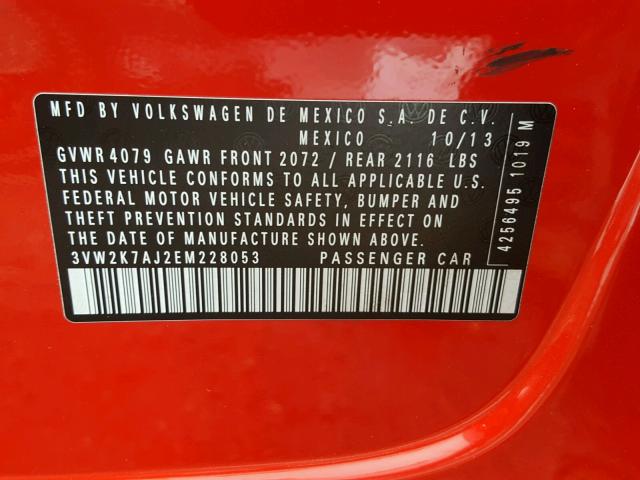 MFD BY VOLKSWAGEN DE MEXICO S.A. DE C.V.
MEXICO 10/13
GVWR 4079 GAWR FRONT 2072 / REAR 2116 LBS
THIS VEHICLE CONFORMS TO ALL APPLICABLE U.S.
FEDERAL MOTOR VEHICLE SAFETY, BUMPER AND
THEFT PREVENTION STANDARDS IN EFFECT ON
THE DATE OF MANUFACTURE SHOWN ABOVE.
3VW2K7AJ2EM228053 PASSENGER CAR
4256495 1019 M